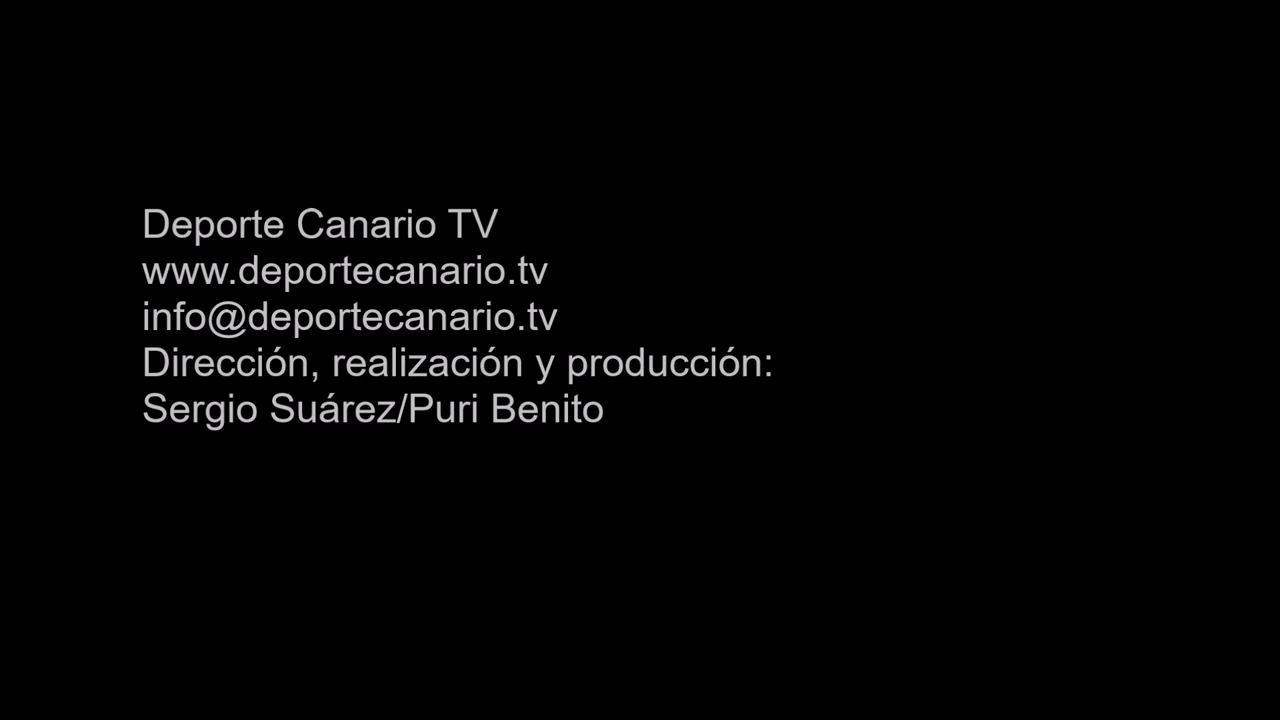 Deporte Canario TV
www.deportecanario.tv
info@deportecanario.tv
Dirección, realización y producción:
Sergio Suárez/Puri Benito